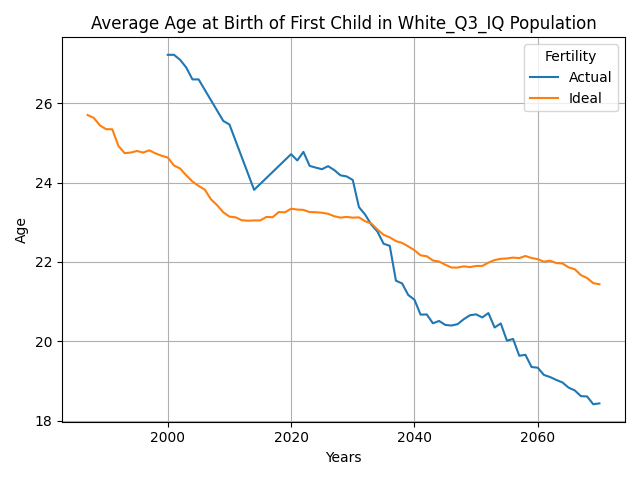 Average Age at Birth of First Child in White_Q3_IQ Population
Fertility
Actual
Ideal
Age
26
24
22
20
18
2000
2020
2040
2060
Years